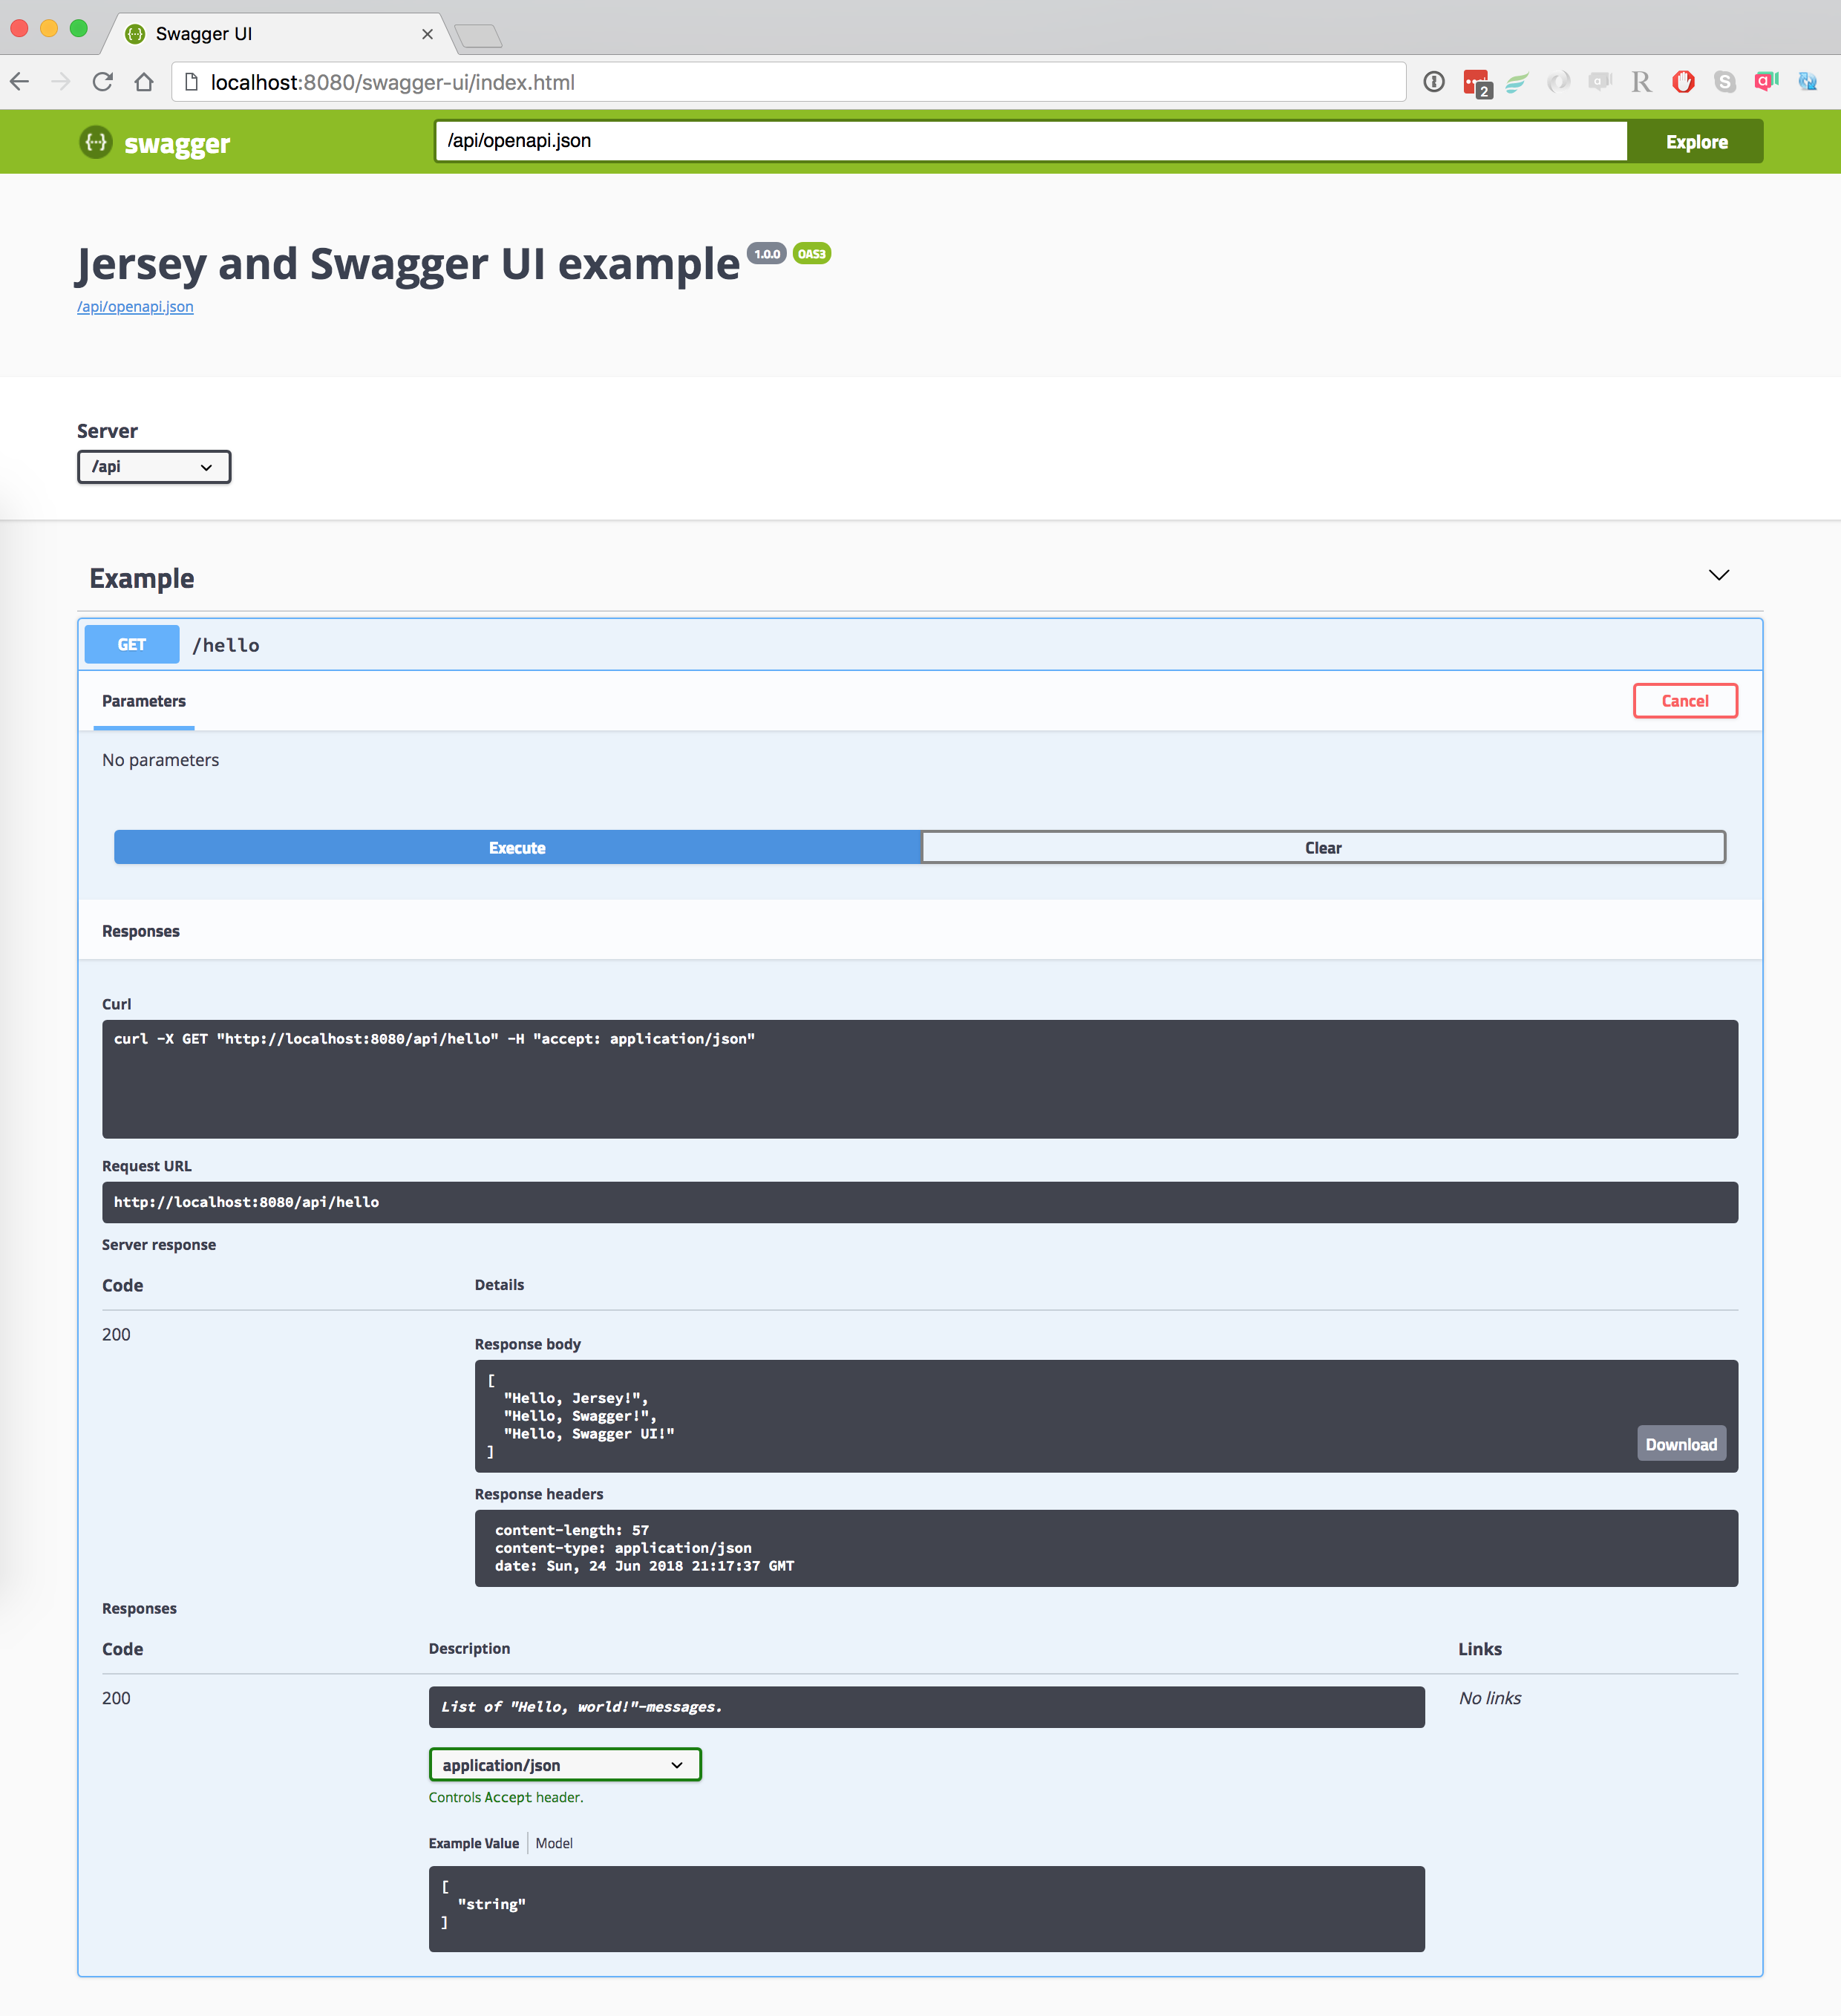 Swagger UI
localhost:8080/swagger-ui/index.html
2
swagger
/api/openapi.json
Explore
Jersey and Swagger UI example 1.0.0 OAS3
/api/openapi.json
Server
/api
Example
GET /hello
Parameters
Cancel
No parameters
Execute
Clear
Responses
Curl
curl -X GET "http://localhost:8080/api/hello" -H "accept: application/json"
Request URL
http://localhost:8080/api/hello
Server response
Code Details
200
Response body
[
"Hello, Jersey!",
"Hello, Swagger!",
"Hello, Swagger UI!"
]
Download
Response headers
content-length: 57
content-type: application/json
date: Sun, 24 Jun 2018 21:17:37 GMT
Responses
Code Description Links
200
List of "Hello, world!"-messages.
No links
application/json
Controls Accept header.
Example Value Model
[
"string"
]